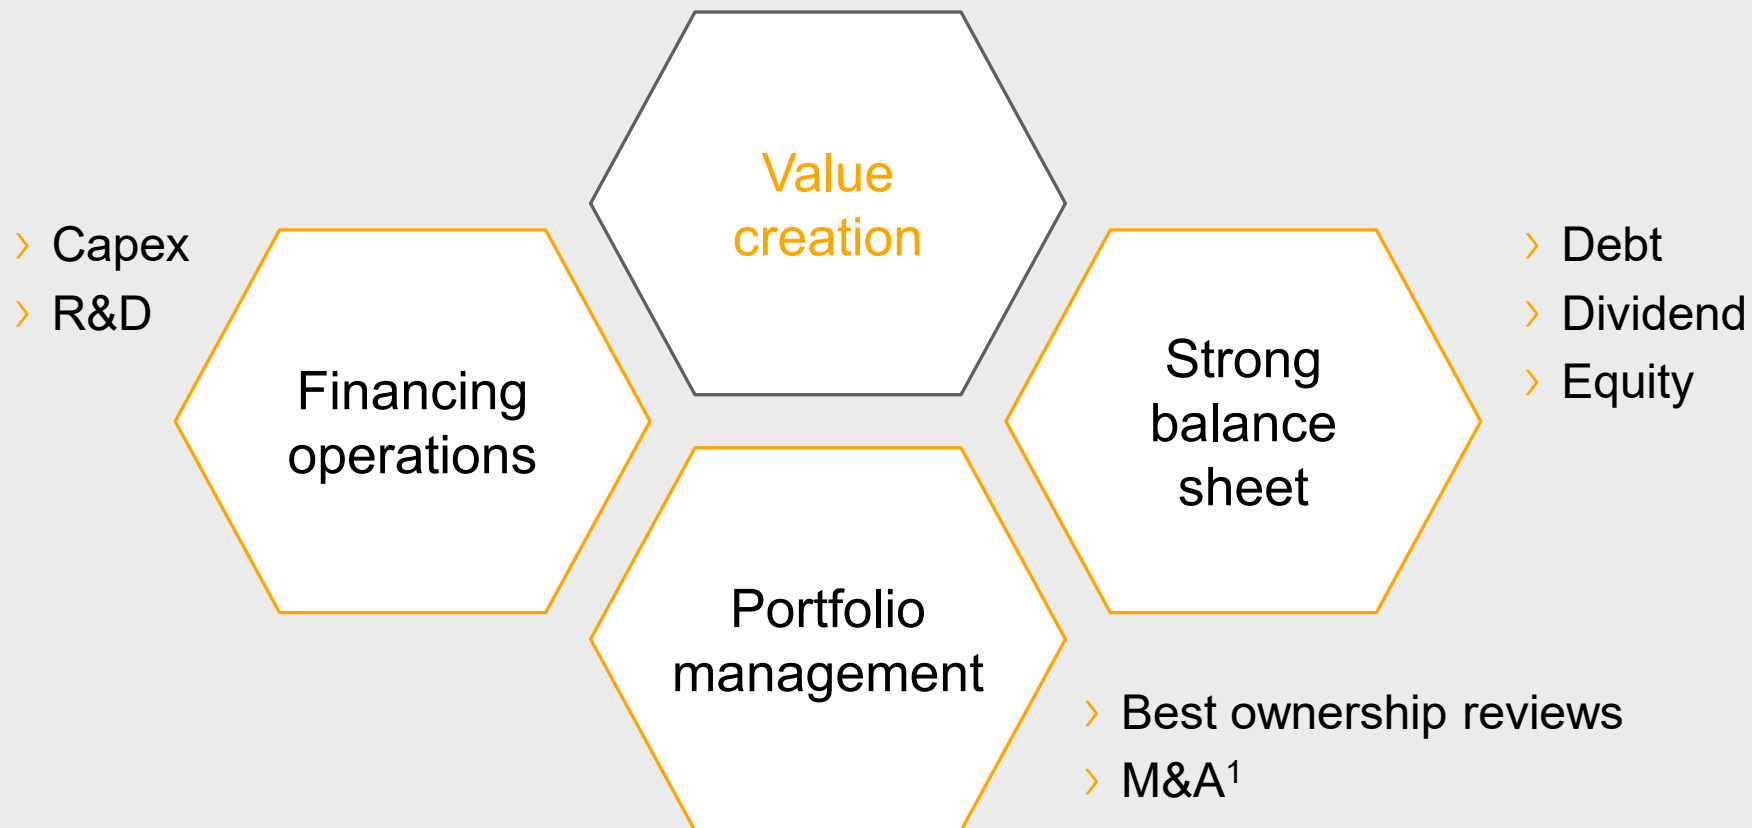 Value
creation
› Capex
› R&D
Financing
operations
Strong
balance
sheet
› Debt
› Dividend
› Equity
Portfolio
management
› Best ownership reviews
› M&A¹